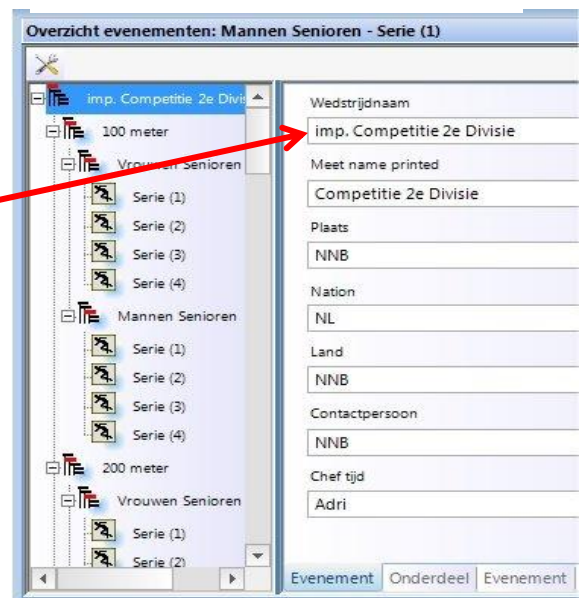 Overzicht evenementen: Mannen Senioren - Serie (1)
imp. Competitie 2e Divis
100 meter
Vrouwen Senioren
Serie (1)
Serie (2)
Serie (3)
Serie (4)
Mannen Senioren
Serie (1)
Serie (2)
Serie (3)
Serie (4)
200 meter
Vrouwen Senioren
Serie (1)
Serie (2)
Wedstrijdnaam
imp. Competitie 2e Divisie
Meet name printed
Competitie 2e Divisie
Plaats
NNB
Nation
NL
Land
NNB
Contactpersoon
NNB
Chef tijd
Adri
Evenement Onderdeel Evenement